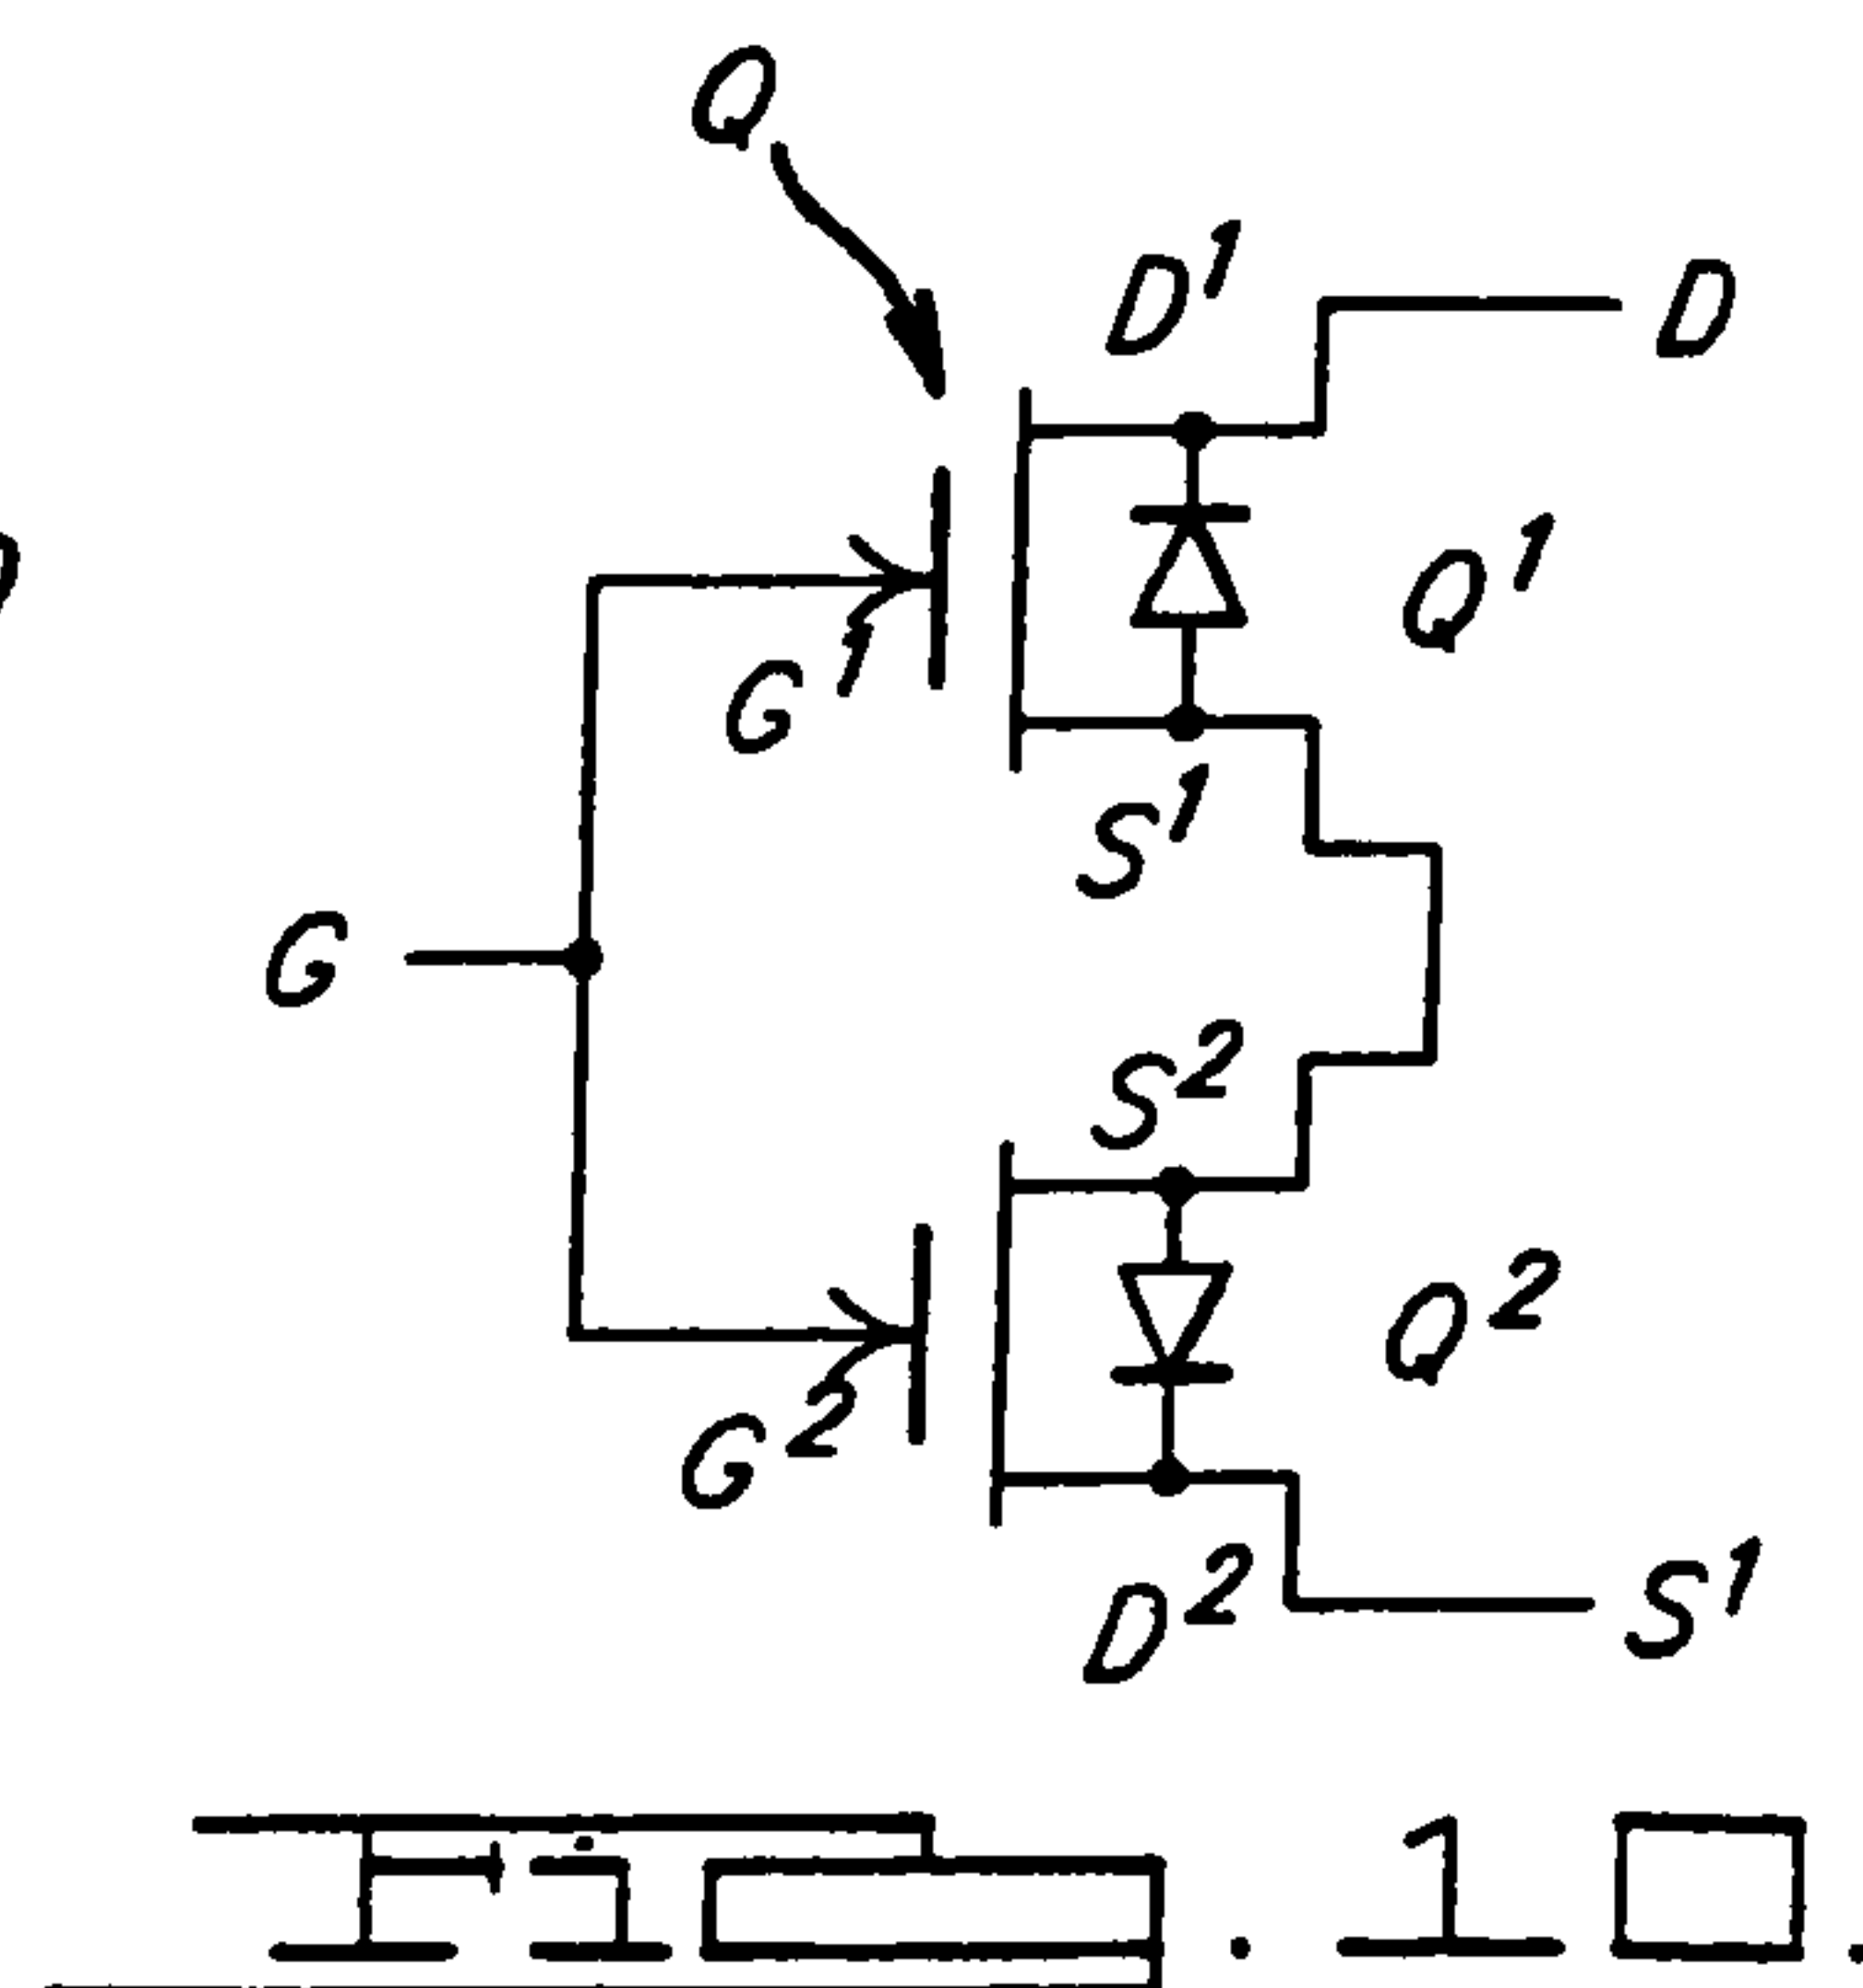 Q
D¹ D
Q¹
G¹
S¹
G
S²
Q²
G²
D² S¹
Fig. 10.